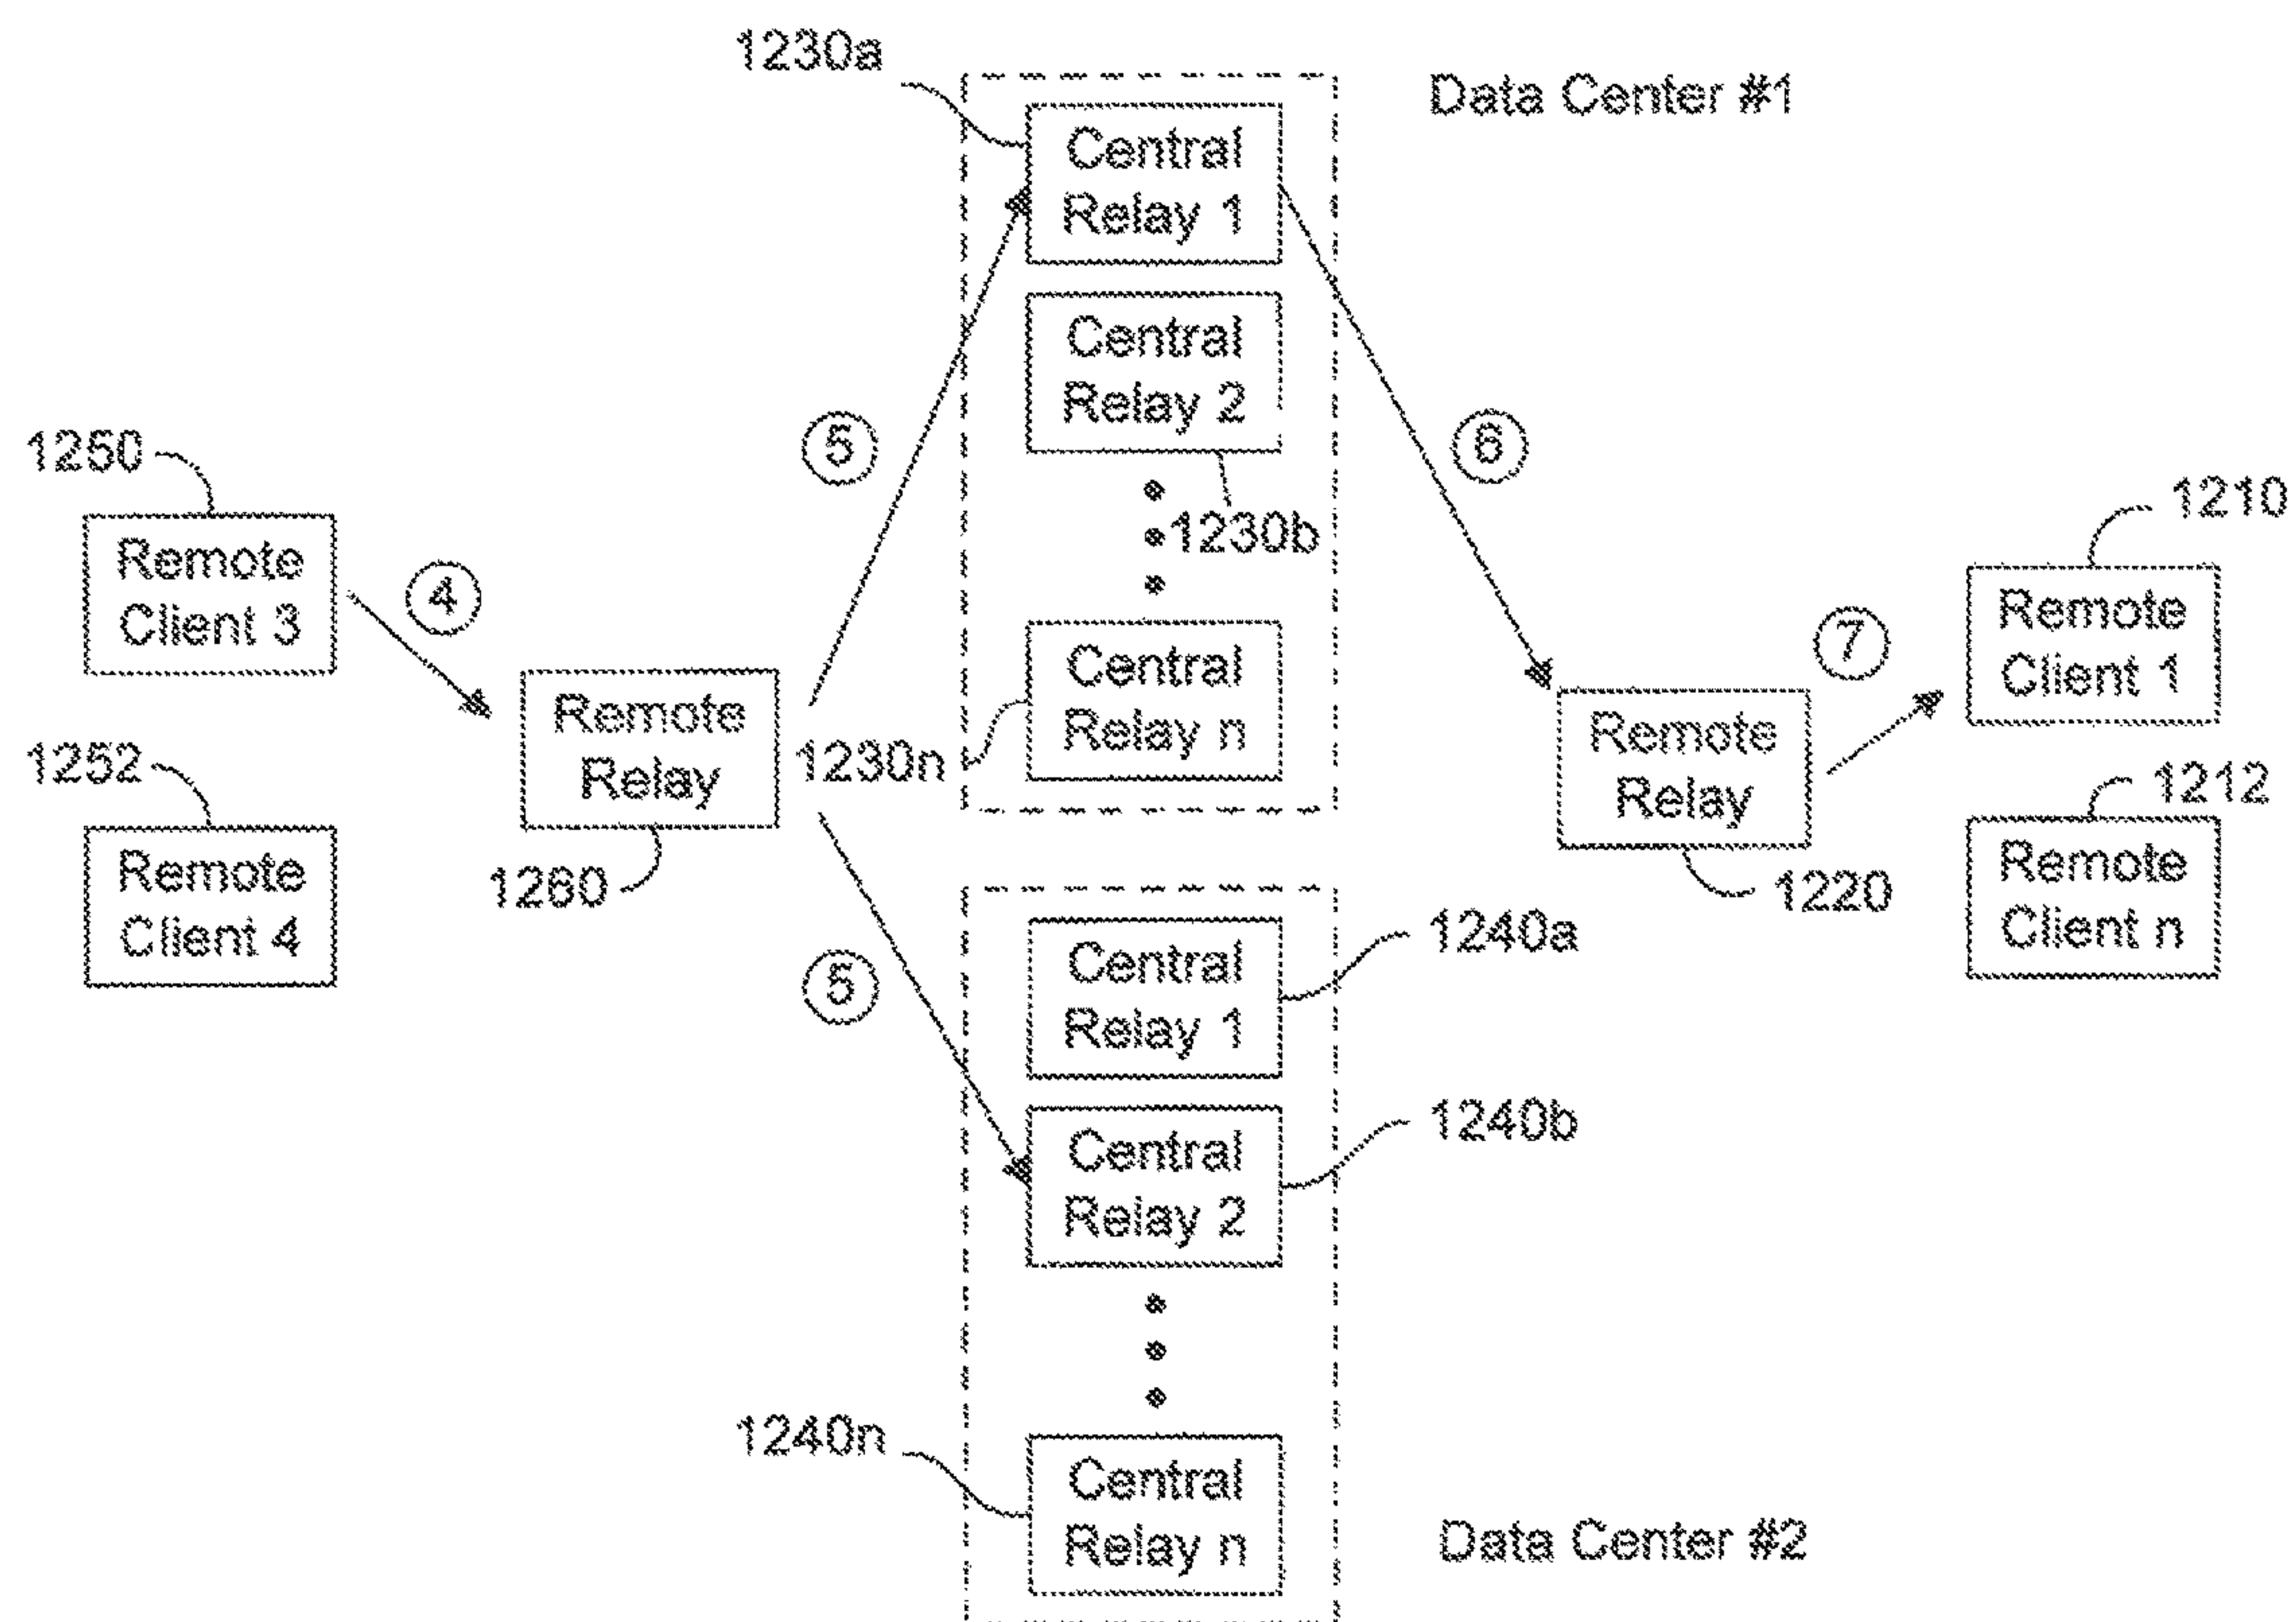 1230a
Data Center #1
Central
Relay 1
Central
Relay 2
1230b
5
6
1250
Remote
Client 3
4
1210
Remote
Client 1
7
Central
Relay n
1230n
Remote
Relay
1260
Remote
Relay
1220
1252
Remote
Client 4
1212
Remote
Client n
5
Central
Relay 1
1240a
Central
Relay 2
1240b
1240n
Central
Relay n
Data Center #2